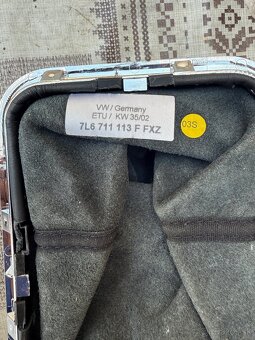 VW / Germany
ETU / KW 35/02
7L6 711 113 F FXZ
03S